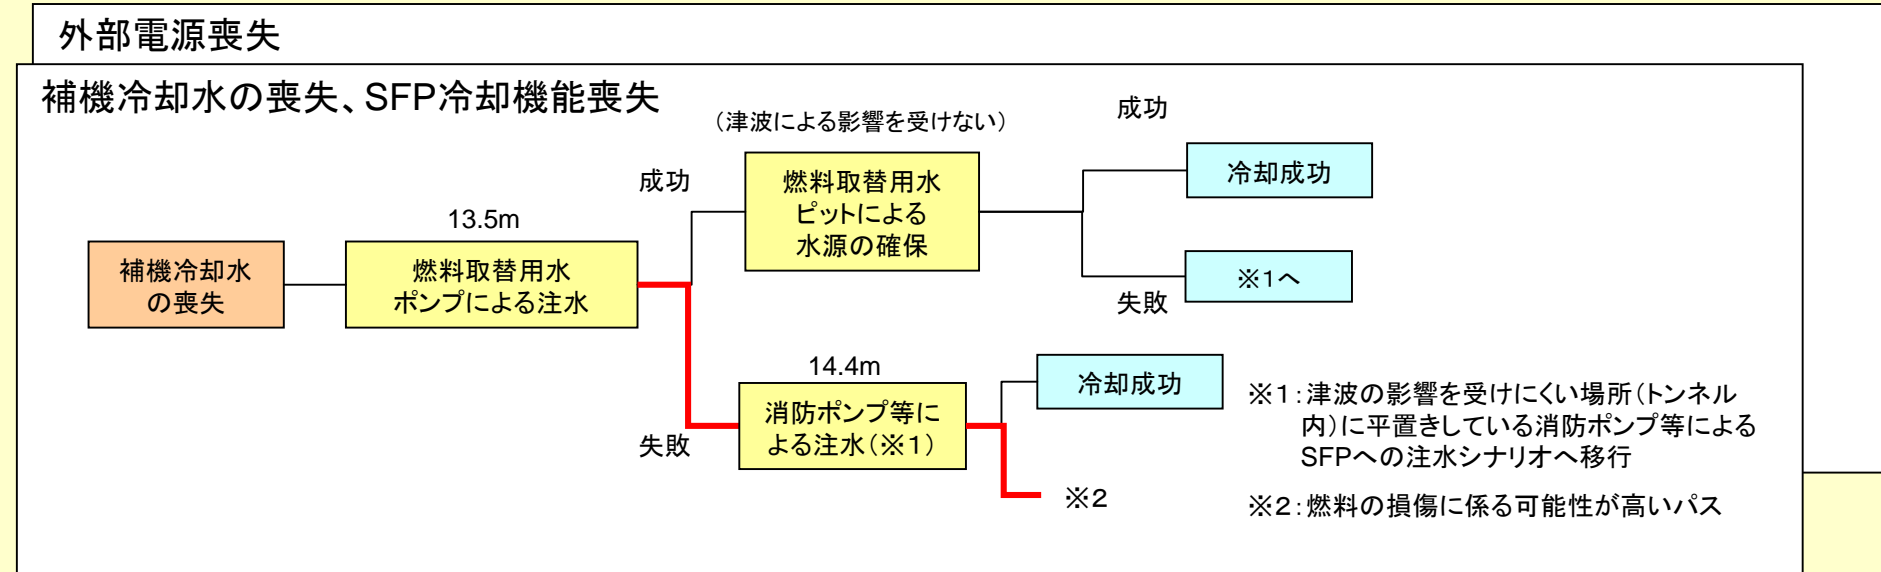 外部電源喪失
補機冷却水の喪失、SFP冷却機能喪失
(津波による影響を受けない)
成功
冷却成功
成功
燃料取替用水
ピットによる
水源の確保
13.5m
補機冷却水
の喪失
燃料取替用水
ポンプによる注水
※1へ
失敗
14.4m
冷却成功
消防ポンプ等に
よる注水(※1)
失敗
※2
※1:津波の影響を受けにくい場所(トンネル
内)に平置きしている消防ポンプ等による
SFPへの注水シナリオへ移行
※2:燃料の損傷に係る可能性が高いパス